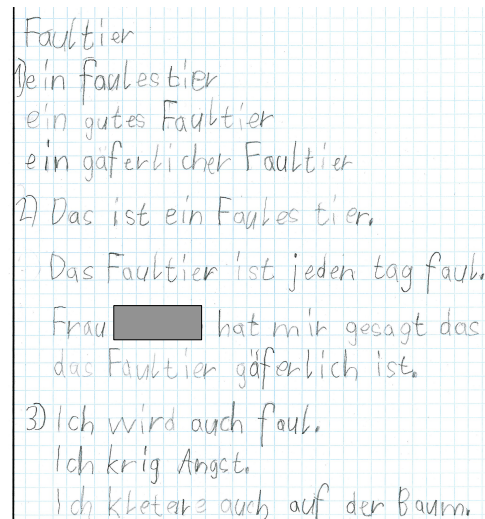 Faultier
1) ein faules tier
ein gutes Faultier
ein gäferlicher Faultier
2) Das ist ein Faules tier.
Das Faultier ist jeden tag faul.
Frau hat mir gesagt das
das Faultier gäferlich ist.
3) Ich wird auch faul.
Ich krig Angst.
Ich kletere auch auf der Baum.